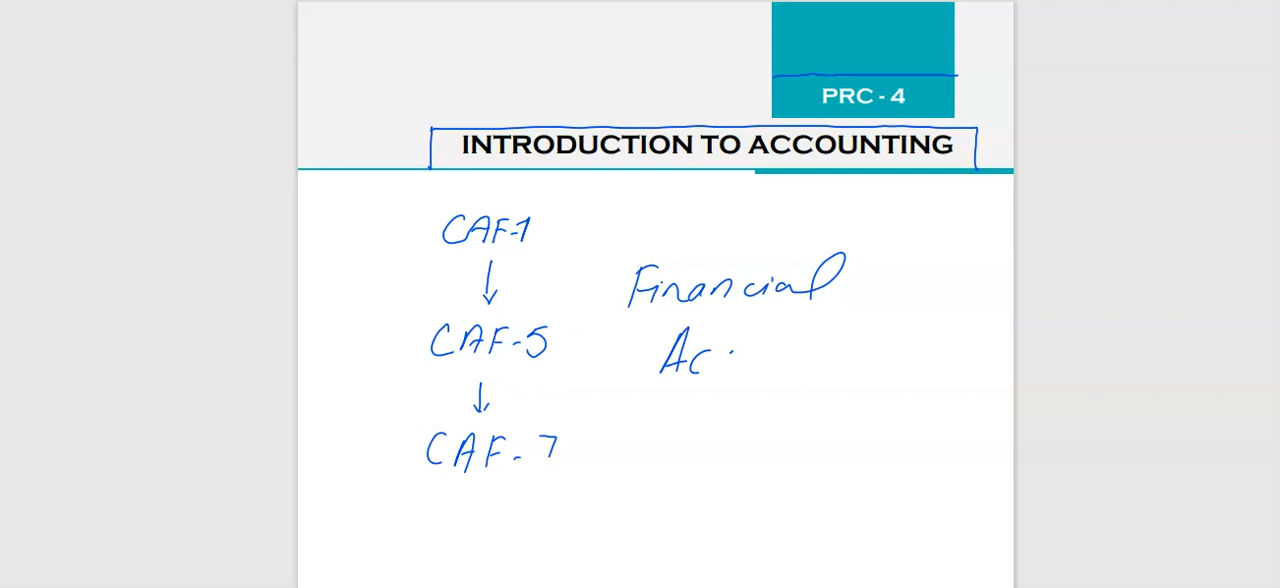 PRC - 4
INTRODUCTION TO ACCOUNTING
CAF-1
Financial
CAF-5
Ac
CAF-7